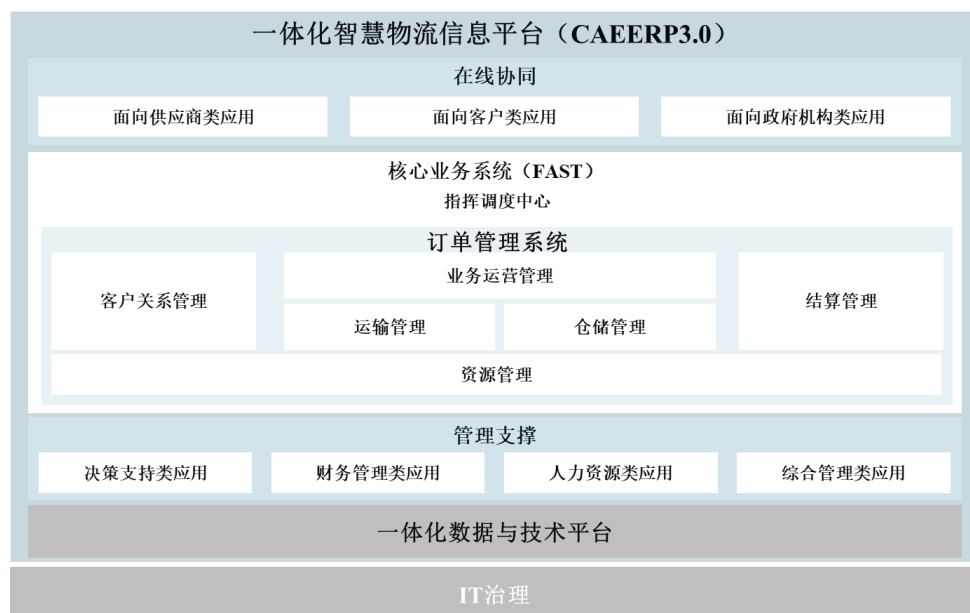 一体化智慧物流信息平台（CAEERP3.0）
在线协同
面向供应商类应用 面向客户类应用 面向政府机构类应用
核心业务系统（FAST）
指挥调度中心
订单管理系统
客户关系管理
业务运营管理
运输管理 仓储管理
结算管理
资源管理
管理支撑
决策支持类应用 财务管理类应用 人力资源类应用 综合管理类应用
一体化数据与技术平台
IT治理